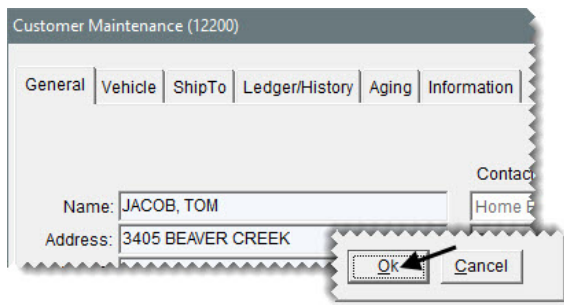 Customer Maintenance (12200)
General Vehicle ShipTo Ledger/History Aging Information
Name: JACOB, TOM Home
Address: 3405 BEAVER CREEK
Ok Cancel